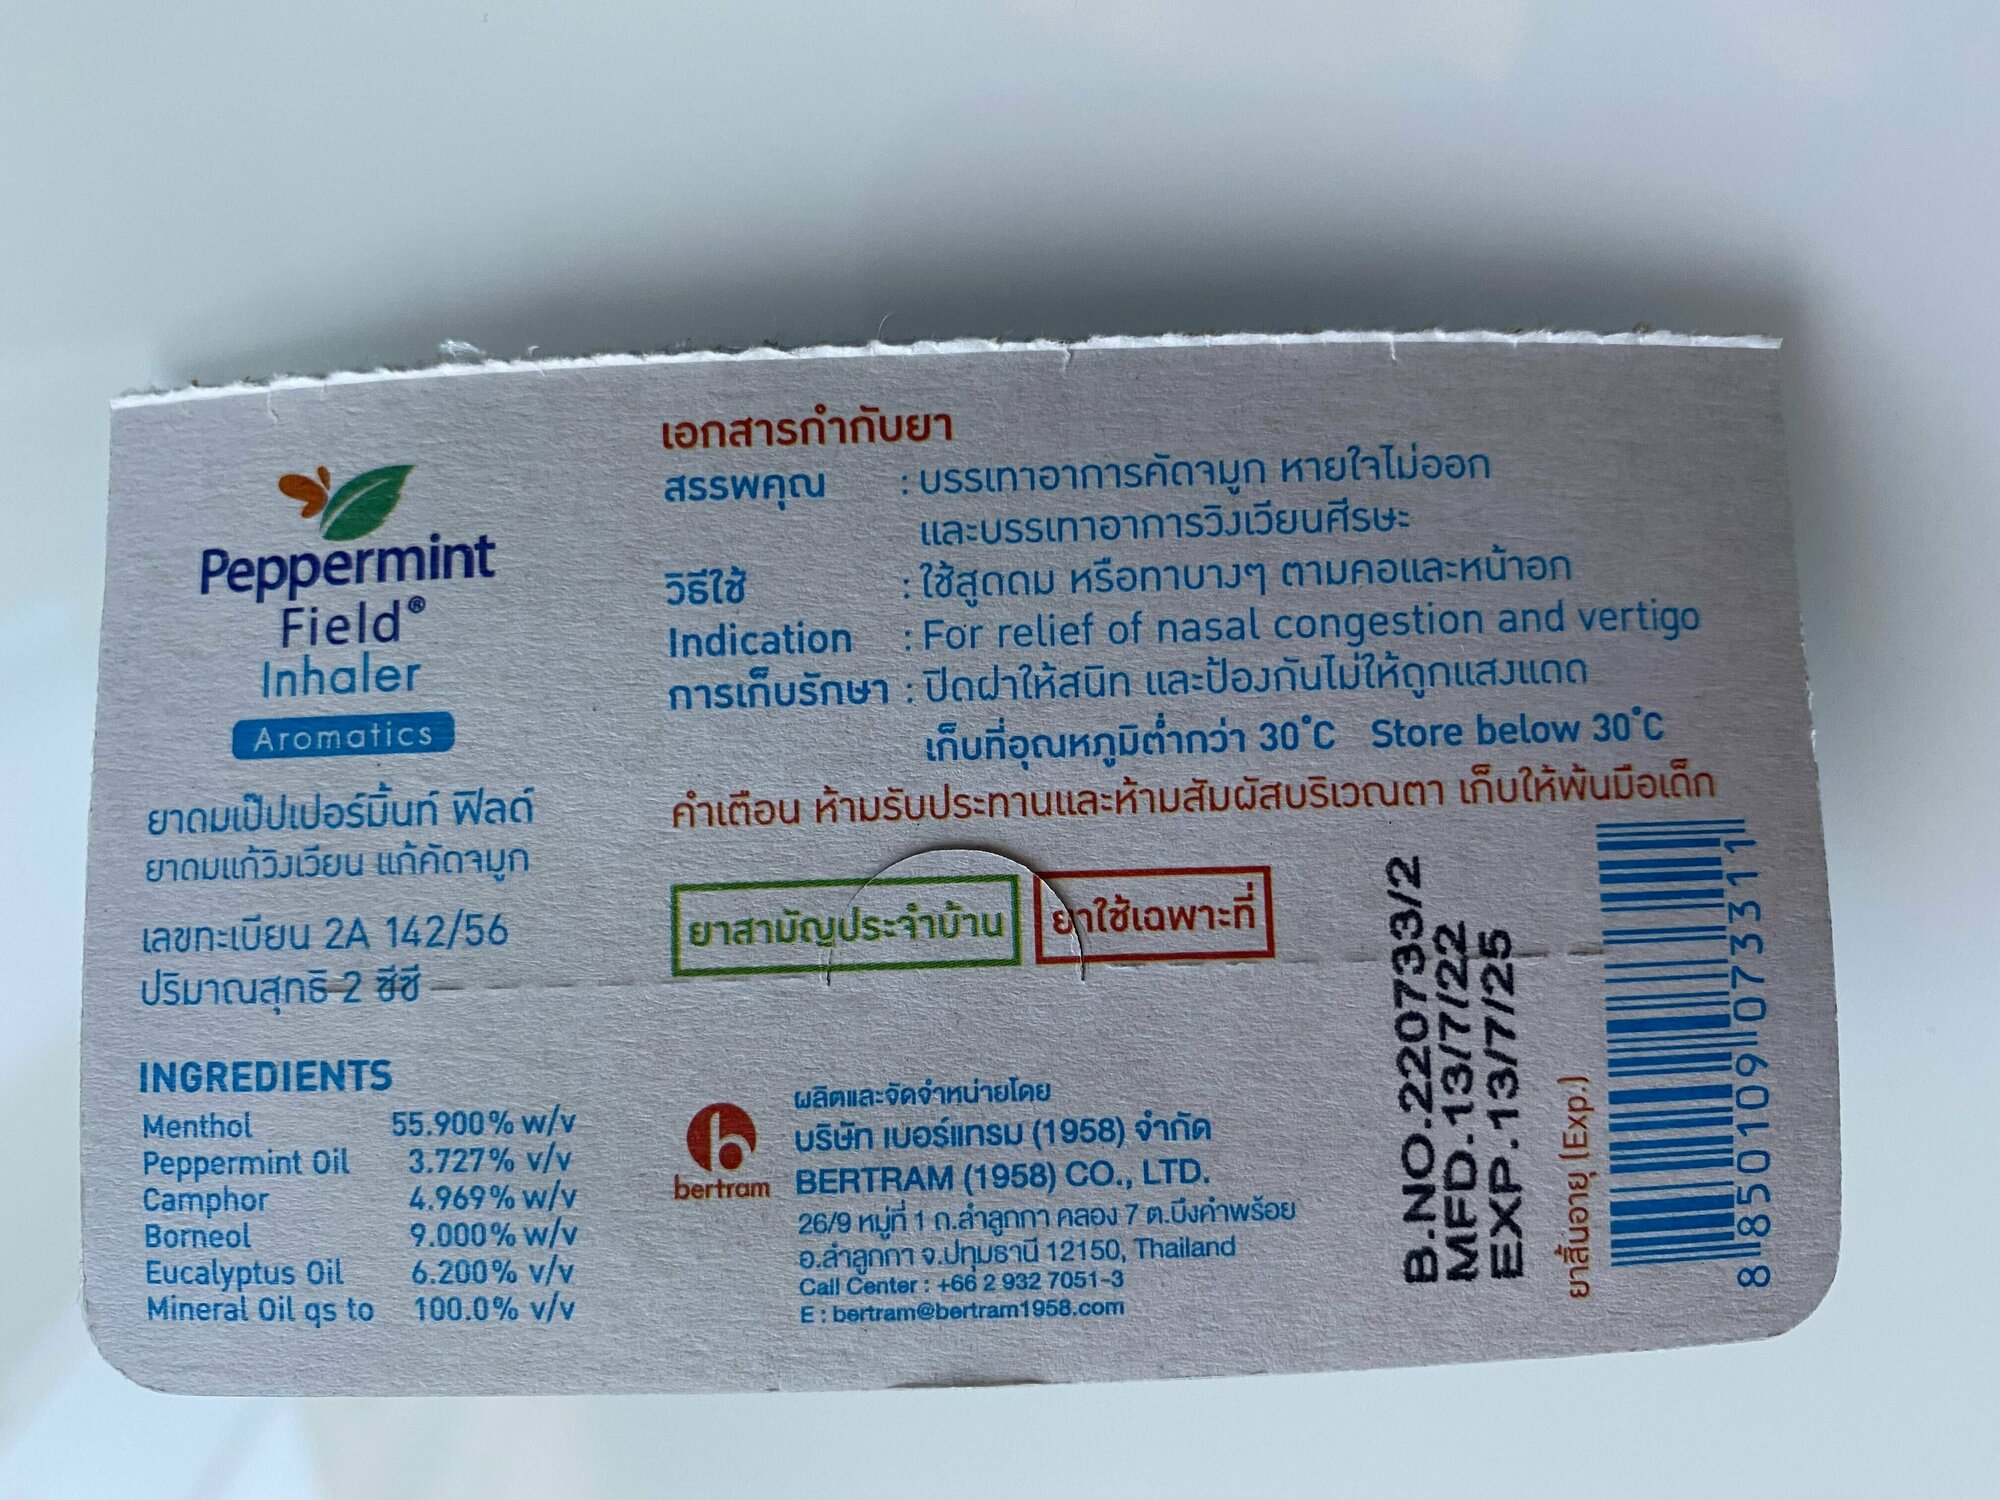 Peppermint
Field®
Inhaler
Aromatics
ยาดมเป๊ปเปอร์มิ้นท์ ฟิลด์
ยาดมแก้วิงเวียน แก้คัดจมูก
เลขทะเบียน 2A 142/56
ปริมาณสุทธิ 2 ซีซี
INGREDIENTS
Menthol 55.900% w/v
Peppermint Oil 3.727% v/v
Camphor 4.969% w/v
Borneol 9.000% w/v
Eucalyptus Oil 6.200% v/v
Mineral Oil qs to 100.0% v/v
เอกสารกำกับยา
สรรพคุณ : บรรเทาอาการคัดจมูก หายใจไม่ออก
และบรรเทาอาการวิงเวียนศีรษะ
วิธีใช้ : ใช้สูดดม หรือทาบางๆ ตามคอและหน้าอก
Indication : For relief of nasal congestion and vertigo
การเก็บรักษา : ปิดฝาให้สนิท และป้องกันไม่ให้ถูกแสงแดด
เก็บที่อุณหภูมิต่ำกว่า 30°C Store below 30°C
คำเตือน ห้ามรับประทานและห้ามสัมผัสบริเวณตา เก็บให้พ้นมือเด็ก
ยาสามัญประจำบ้าน
ยาใช้เฉพาะที่
bertram
ผลิตและจัดจำหน่ายโดย
บริษัท เบอร์แทรม (1958) จำกัด
BERTRAM (1958) CO., LTD.
26/9 หมู่ที่ 1 ถ.ลำลูกกา คลอง 7 ต.บึงคำพร้อย
อ.ลำลูกกา จ.ปทุมธานี 12150, Thailand
Call Center : +66 2 932 7051-3
E : bertram@bertram1958.com
B.NO.220733/2
MFD.13/7/22
EXP.13/7/25
ยาสิ้นอายุ (Exp.)
8 850109 073311